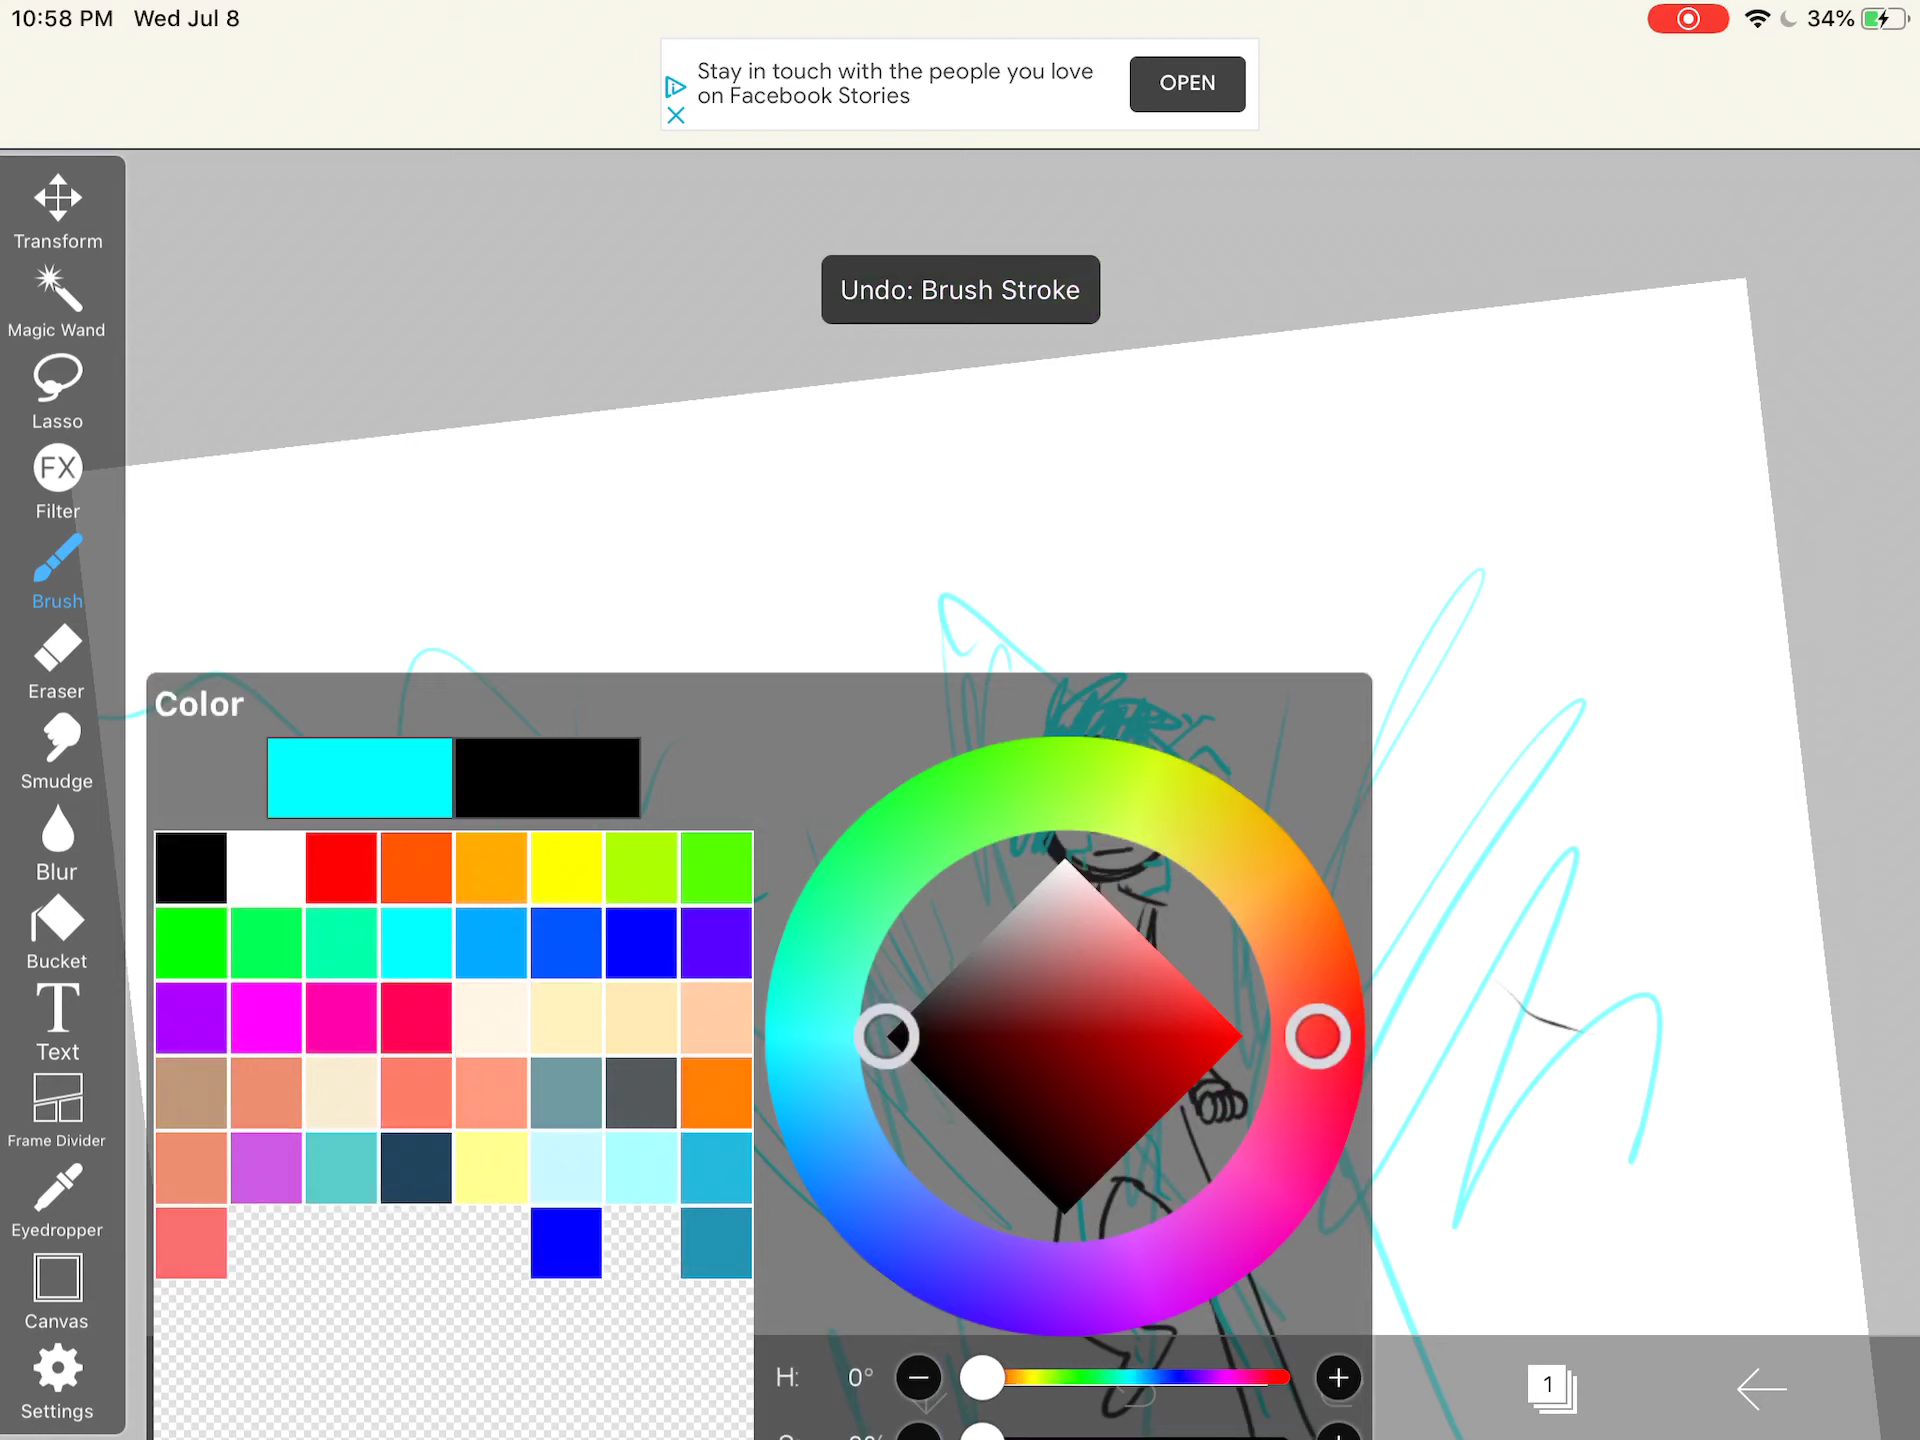 10:58 PM Wed Jul 8
34%
Stay in touch with the people you love
on Facebook Stories
OPEN
Undo: Brush Stroke
Transform
Magic Wand
Lasso
FX
Filter
Brush
Eraser
Smudge
Blur
Bucket
T
Text
Frame Divider
Eyedropper
Canvas
Settings
Color
H: 0°
1